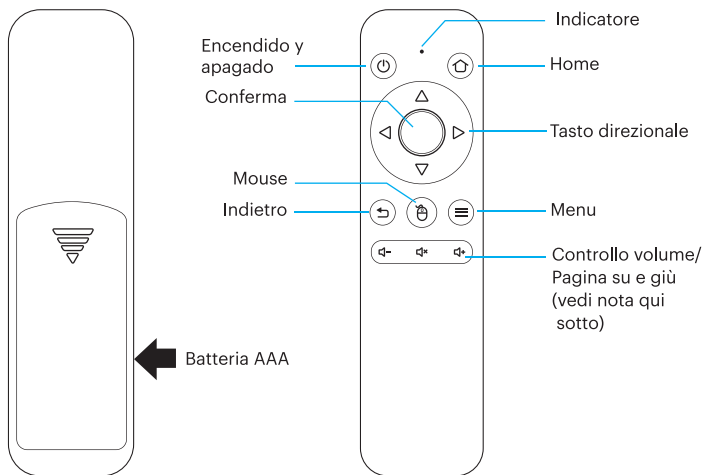 Indicatore
Encendido y
apagado
Home
Conferma
Tasto direzionale
Mouse
Indietro
Menu
Controllo volume/
Pagina su e giù
(vedi nota qui
sotto)
Batteria AAA